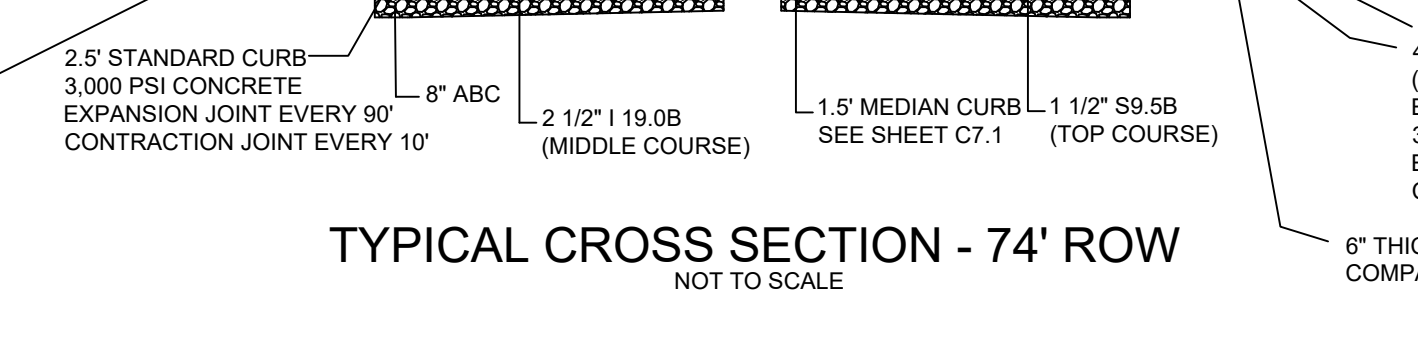 2.5' STANDARD CURB
3,000 PSI CONCRETE
EXPANSION JOINT EVERY 90'
CONTRACTION JOINT EVERY 10'
8" ABC
2 1/2" I 19.0B
(MIDDLE COURSE)
1.5' MEDIAN CURB
SEE SHEET C7.1
1 1/2" S9.5B
(TOP COURSE)
6"
TYPICAL CROSS SECTION - 74' ROW
NOT TO SCALE